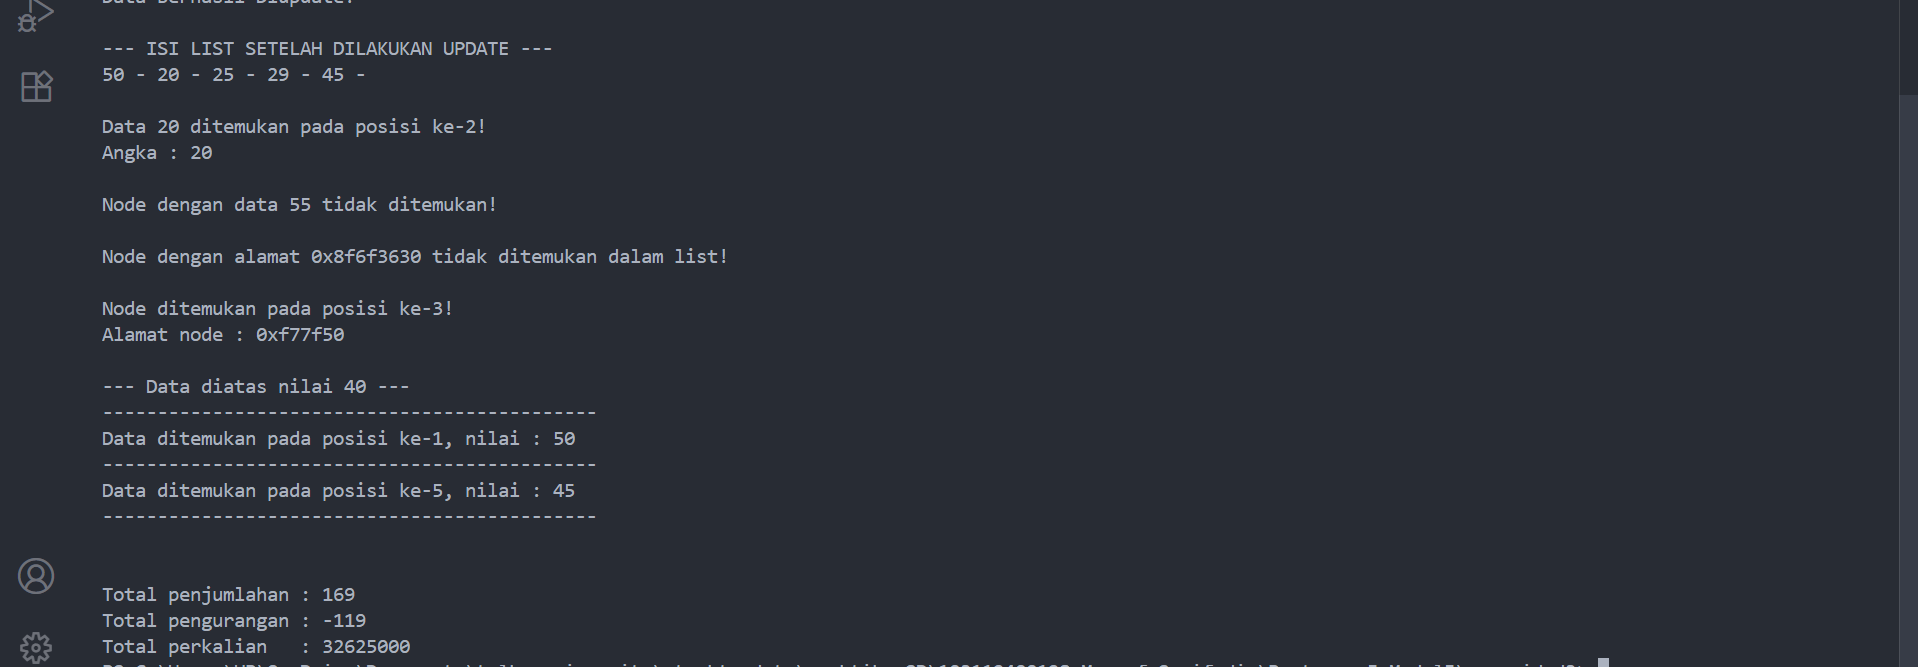 Data Berhasil Diupdate!
--- ISI LIST SETELAH DILAKUKAN UPDATE ---
50 - 20 - 25 - 29 - 45 -
Data 20 ditemukan pada posisi ke-2!
Angka : 20
Node dengan data 55 tidak ditemukan!
Node dengan alamat 0x8f6f3630 tidak ditemukan dalam list!
Node ditemukan pada posisi ke-3!
Alamat node : 0xf77f50
--- Data diatas nilai 40 ---
---------------------------------------------
Data ditemukan pada posisi ke-1, nilai : 50
---------------------------------------------
Data ditemukan pada posisi ke-5, nilai : 45
---------------------------------------------
Total penjumlahan : 169
Total pengurangan : -119
Total perkalian   : 32625000